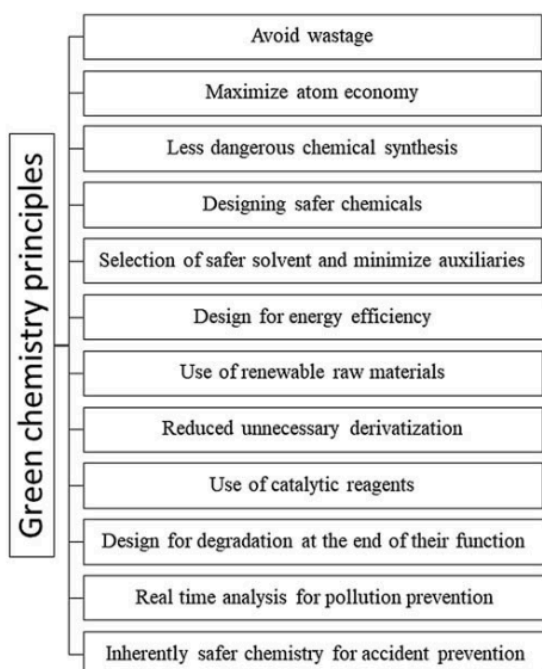 Green chemistry principles
Avoid wastage
Maximize atom economy
Less dangerous chemical synthesis
Designing safer chemicals
Selection of safer solvent and minimize auxiliaries
Design for energy efficiency
Use of renewable raw materials
Reduced unnecessary derivatization
Use of catalytic reagents
Design for degradation at the end of their function
Real time analysis for pollution prevention
Inherently safer chemistry for accident prevention